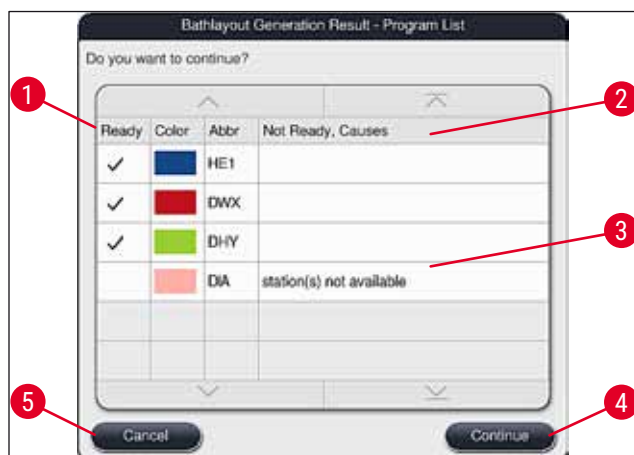 Bathlayout Generation Result - Program List
Do you want to continue?
1
2
Ready Color Abbr Not Ready, Causes
✓ HE1
✓ DWX
3
✓ DHY
DIA station(s) not available
5
4
Cancel Continue